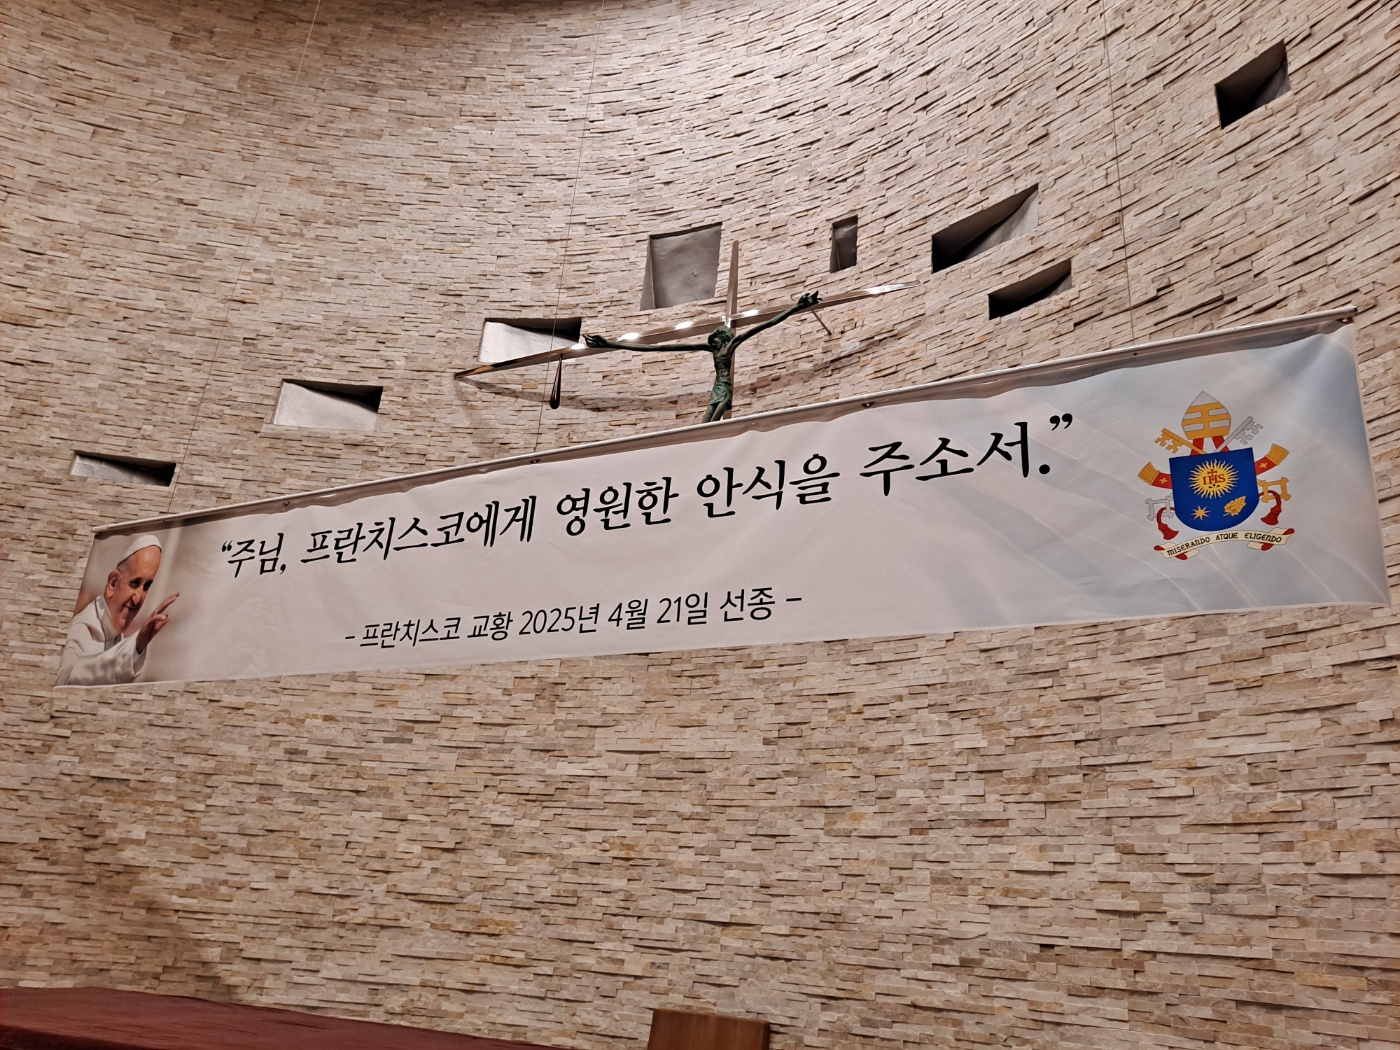 “주님, 프란치스코에게 영원한 안식을 주소서.”
- 프란치스코 교황 2025년 4월 21일 선종 -
IHS
MISERANDO ATQUE ELIGENDO